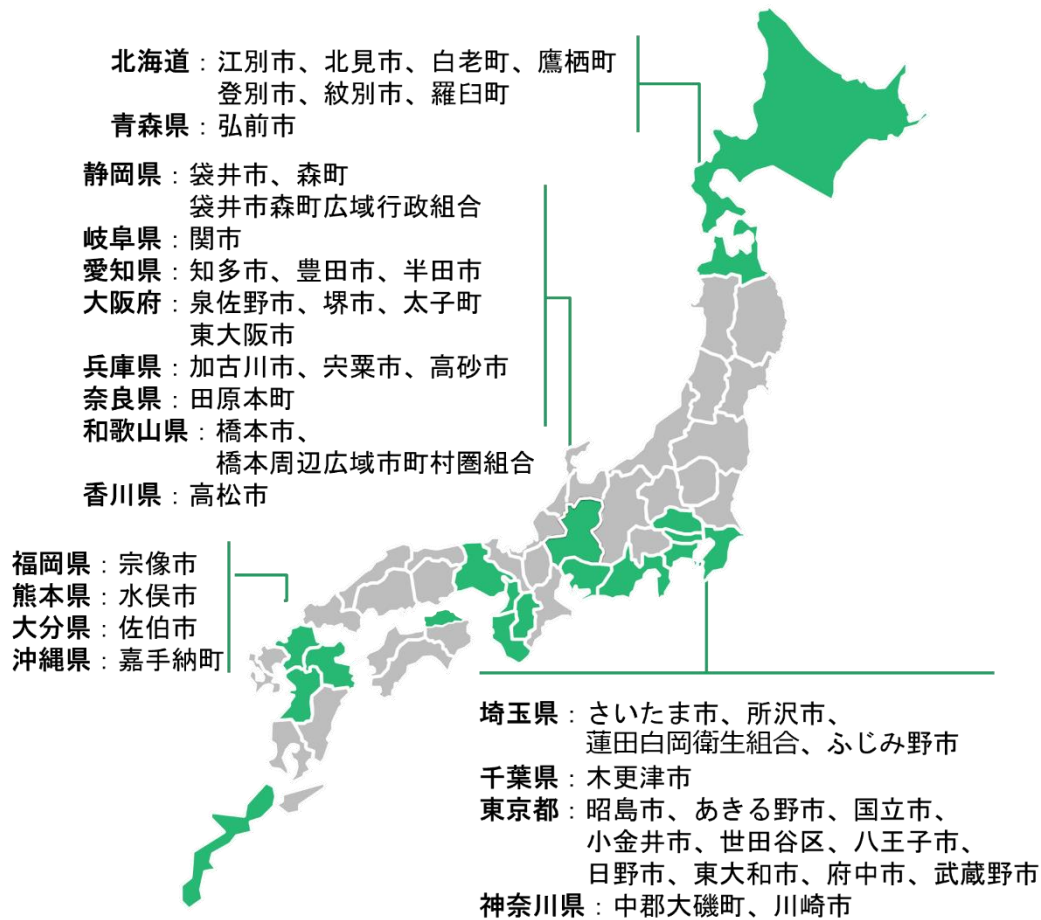 北海道：江別市、北見市、白老町、鷹栖町
登別市、紋別市、羅臼町
青森県：弘前市
静岡県：袋井市、森町
袋井市森町広域行政組合
岐阜県：関市
愛知県：知多市、豊田市、半田市
大阪府：泉佐野市、堺市、太子町
東大阪市
兵庫県：加古川市、宍粟市、高砂市
奈良県：田原本町
和歌山県：橋本市、
橋本周辺広域市町村圏組合
香川県：高松市
福岡県：宗像市
熊本県：水俣市
大分県：佐伯市
沖縄県：嘉手納町
埼玉県：さいたま市、所沢市、
蓮田白岡衛生組合、ふじみ野市
千葉県：木更津市
東京都：昭島市、あきる野市、国立市、
小金井市、世田谷区、八王子市、
日野市、東大和市、府中市、武蔵野市
神奈川県：中郡大磯町、川崎市